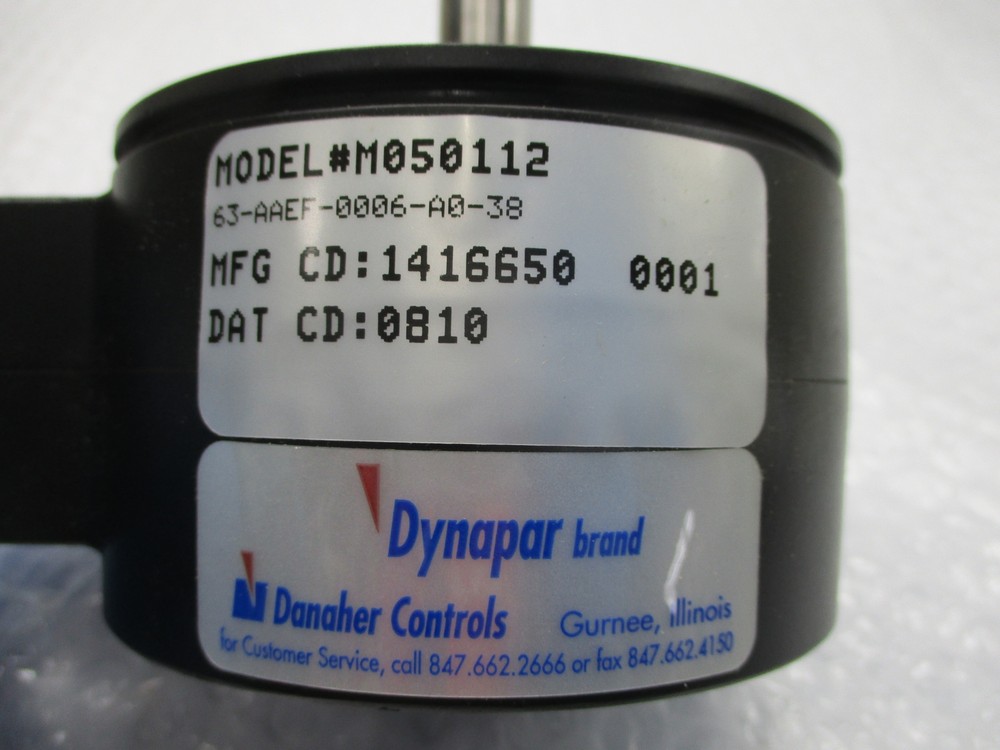 MODEL#M050112
63-AAEF-0006-A0-38
MFG CD:1416650 0001
DAT CD:0810
Dynapar brand
Danaher Controls Gurnee, Illinois
for Customer Service, call 847.662.2666 or fax 847.662.4150